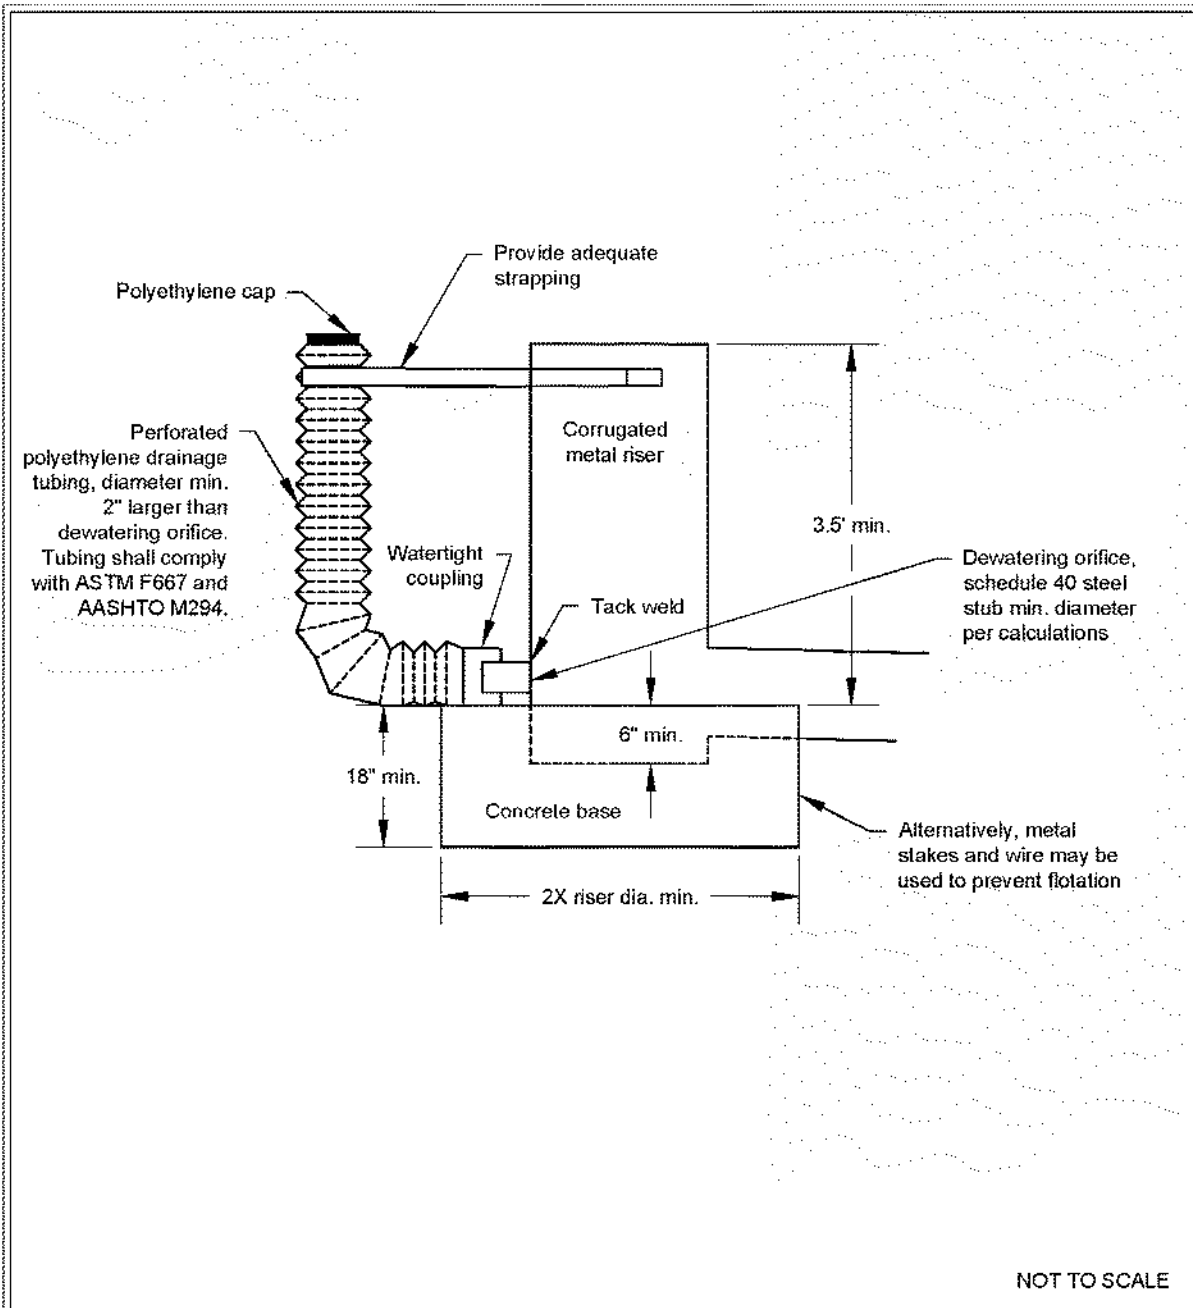 Provide adequate
strapping
Polyethylene cap
Perforated
polyethylene drainage
tubing, diameter min.
2" larger than
dewatering orifice.
Tubing shall comply
with ASTM F667 and
AASHTO M294.
Corrugated
metal riser
3.5' min.
Watertight
coupling
Tack weld
Dewatering orifice,
schedule 40 steel
stub min. diameter
per calculations
6" min.
18" min.
Concrete base
Alternatively, metal
stakes and wire may be
used to prevent flotation
2X riser dia. min.
NOT TO SCALE